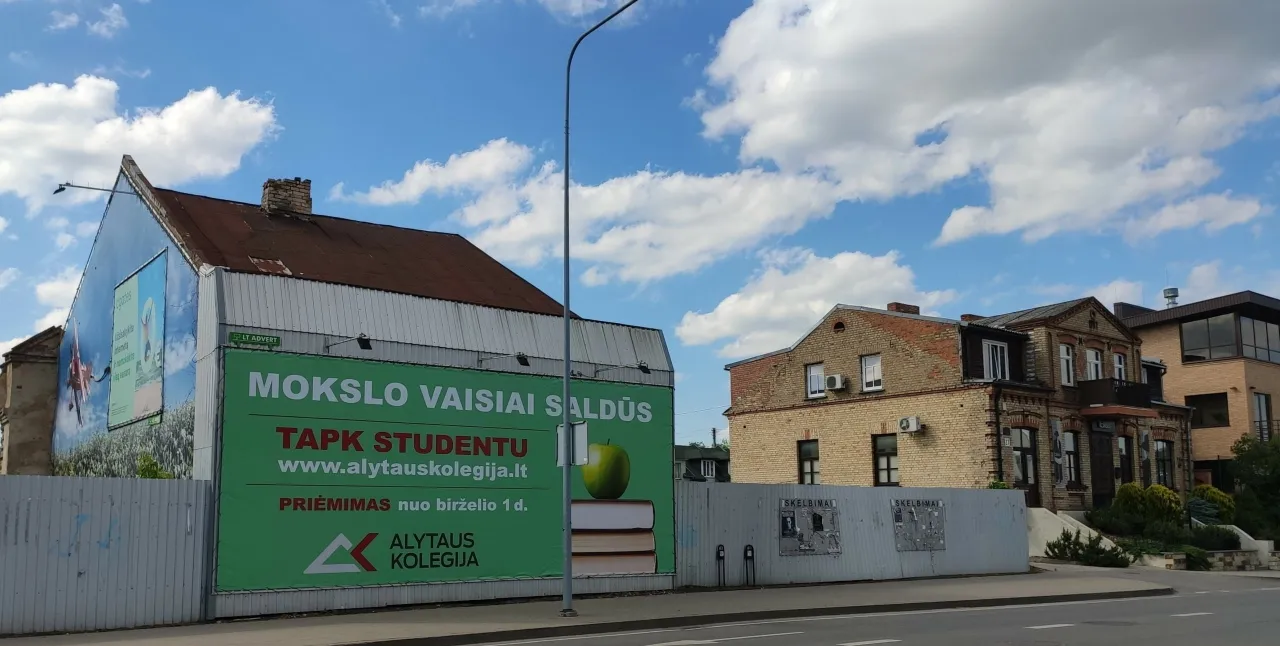 LT ADVERT
MOKSLO VAISIAI SALDŪS
TAPK STUDENTU
www.alytauskolegija.lt
PRIĖMIMAS nuo birželio 1 d.
ALYTAUS
KOLEGIJA
SKELBIMAI
SKELBIMAI